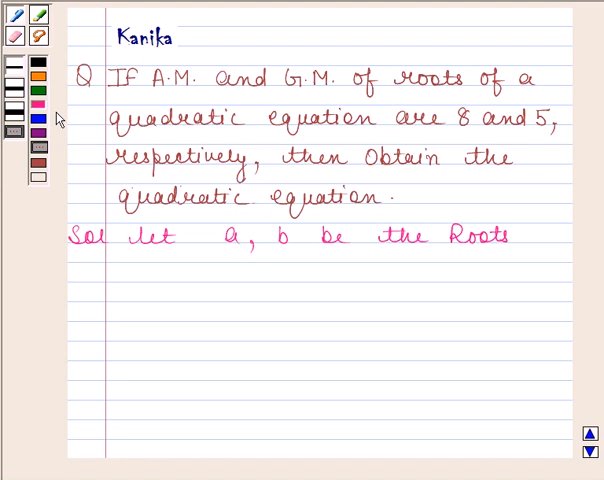 Kanika
Q If A.M. and G.M. of roots of a
quadratic equation are 8 and 5,
respectively, then Obtain the
quadratic equation.
Sol let a, b be the Roots